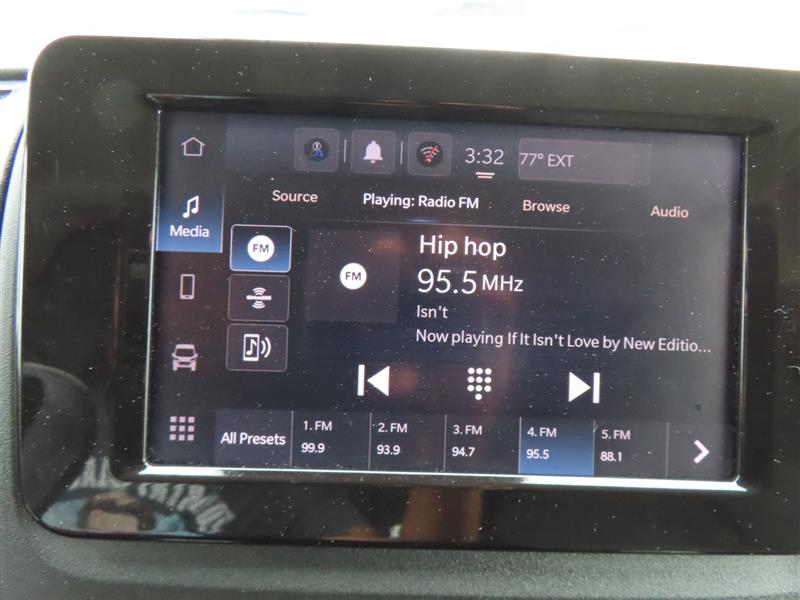 3:32 77° EXT
Source Playing: Radio FM Browse Audio
Media
FM
FM
Hip hop
95.5 MHz
Isn't
Now playing If It Isn't Love by New Editio...
All Presets
1. FM
99.9
2. FM
93.9
3. FM
94.7
4. FM
95.5
5. FM
88.1